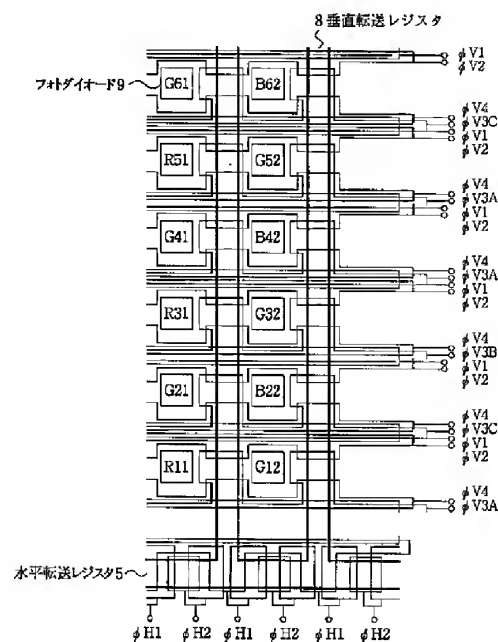 8垂直転送レジスタ
φV1
φV2
フォトダイオード9
G61
B62
φV4
φV3C
φV1
φV2
R51
G52
φV4
φV3A
φV1
φV2
G41
B42
φV4
φV3A
φV1
φV2
R31
G32
φV4
φV3B
φV1
φV2
G21
B22
φV4
φV3C
φV1
φV2
R11
G12
φV4
φV3A
水平転送レジスタ5
φH1 φH2 φH1 φH2 φH1 φH2